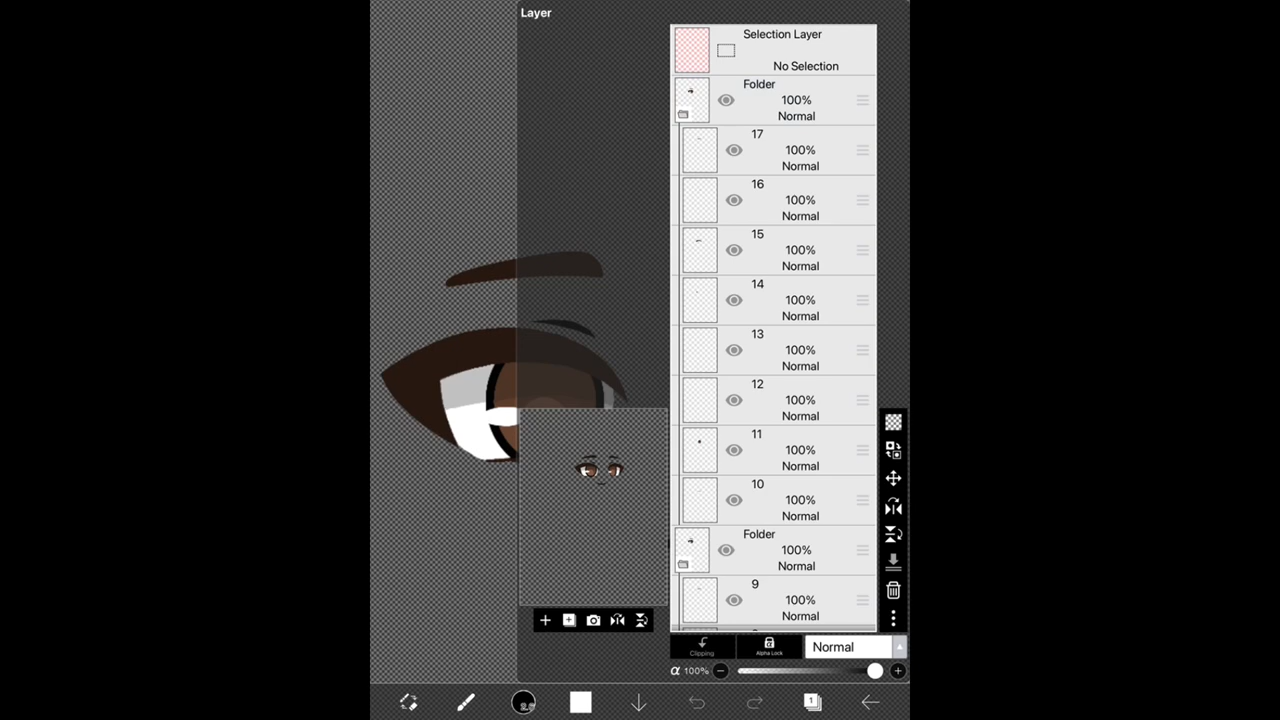 Layer
Selection Layer
No Selection
Folder
100%
Normal
17
100%
Normal
16
100%
Normal
15
100%
Normal
14
100%
Normal
13
100%
Normal
12
100%
Normal
11
100%
Normal
10
100%
Normal
Folder
100%
Normal
9
100%
Normal
Clipping
Alpha Lock
Normal
α 100%
1